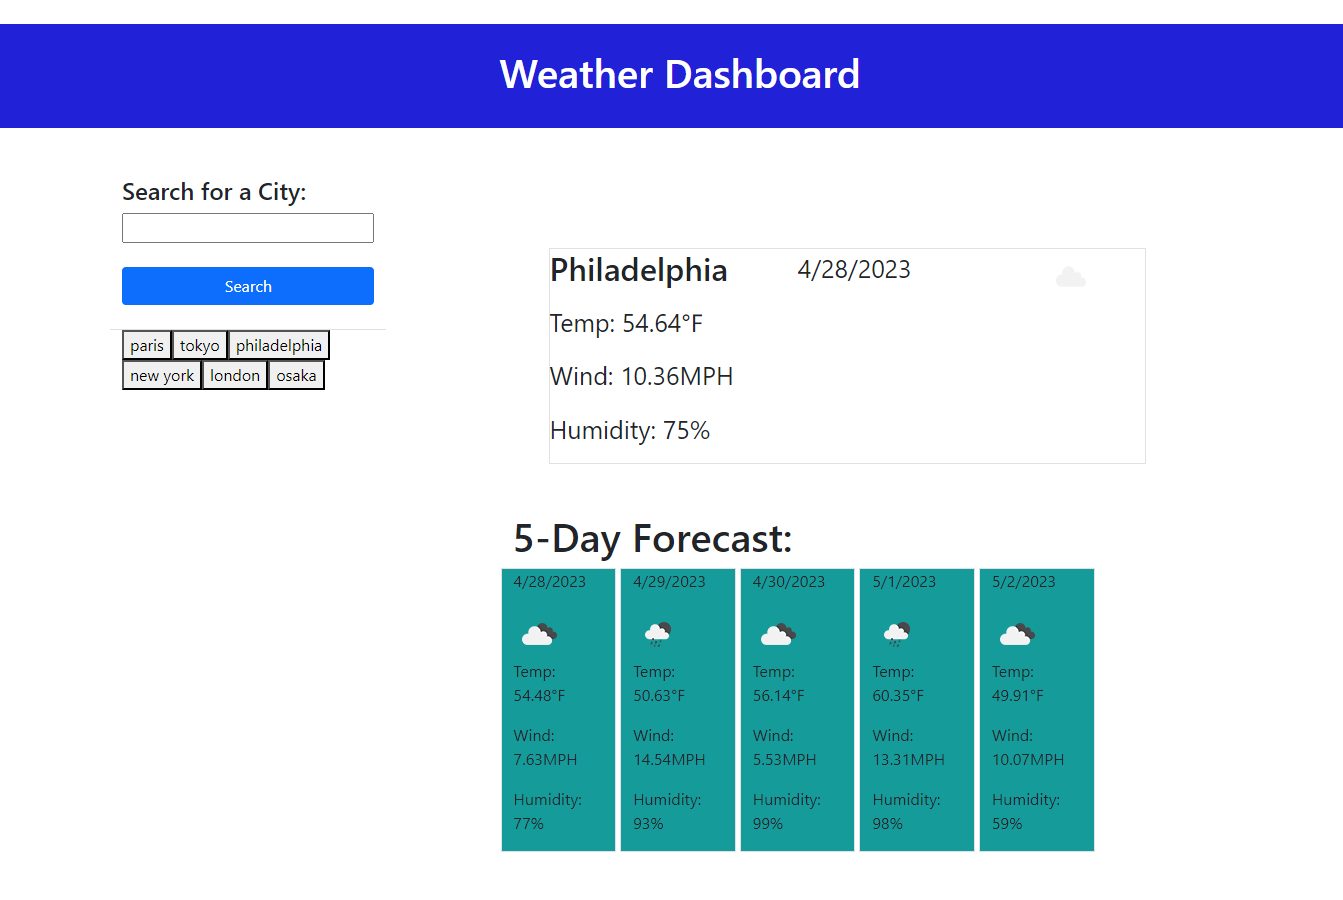 Weather Dashboard
Search for a City:
Search
paris tokyo philadelphia
new york london osaka
Philadelphia 4/28/2023
Temp: 54.64°F
Wind: 10.36MPH
Humidity: 75%
5-Day Forecast:
4/28/2023
Temp:
54.48°F
Wind:
7.63MPH
Humidity:
77%
4/29/2023
Temp:
50.63°F
Wind:
14.54MPH
Humidity:
93%
4/30/2023
Temp:
56.14°F
Wind:
5.53MPH
Humidity:
99%
5/1/2023
Temp:
60.35°F
Wind:
13.31MPH
Humidity:
98%
5/2/2023
Temp:
49.91°F
Wind:
10.07MPH
Humidity:
59%